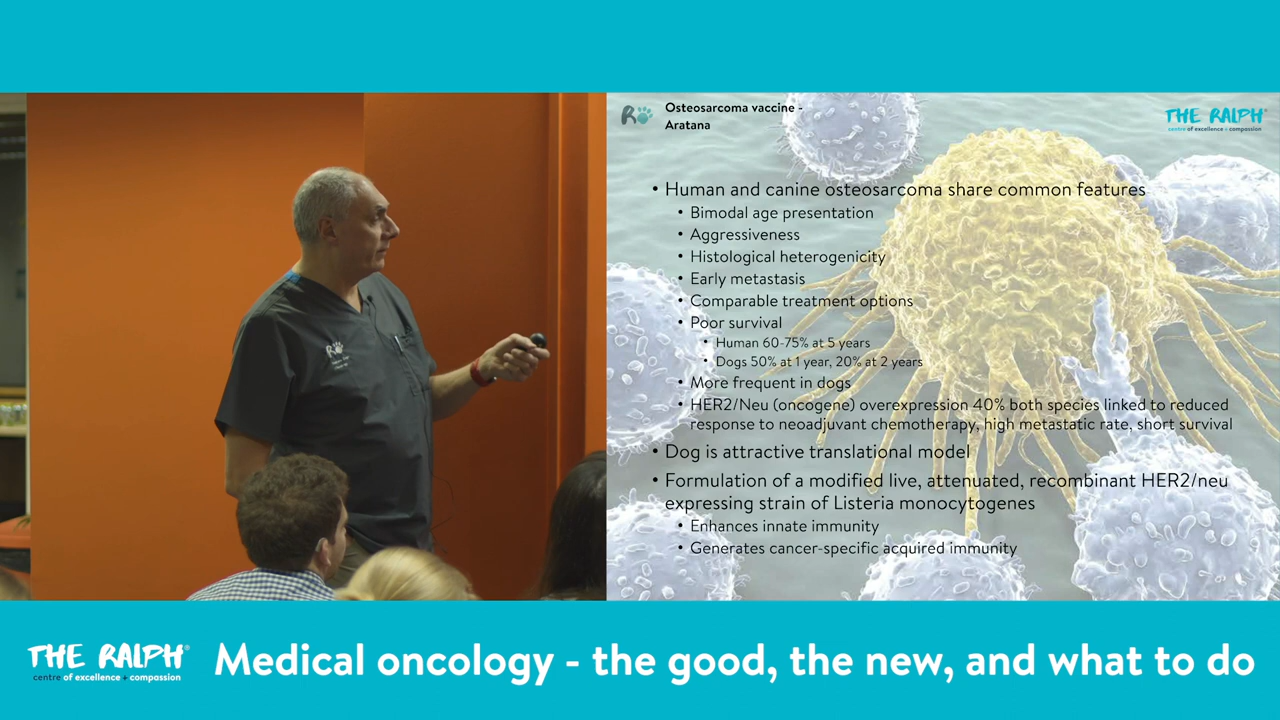 Osteosarcoma vaccine -
Aratana
THE RALPH®
centre of excellence + compassion
• Human and canine osteosarcoma share common features
• Bimodal age presentation
• Aggressiveness
• Histological heterogenicity
• Early metastasis
• Comparable treatment options
• Poor survival
• Human 60-75% at 5 years
• Dogs 50% at 1 year, 20% at 2 years
• More frequent in dogs
• HER2/Neu (oncogene) overexpression 40% both species linked to reduced
response to neoadjuvant chemotherapy, high metastatic rate, short survival
• Dog is attractive translational model
• Formulation of a modified live, attenuated, recombinant HER2/neu
expressing strain of Listeria monocytogenes
• Enhances innate immunity
• Generates cancer-specific acquired immunity
THE RALPH®
centre of excellence + compassion
Medical oncology - the good, the new, and what to do